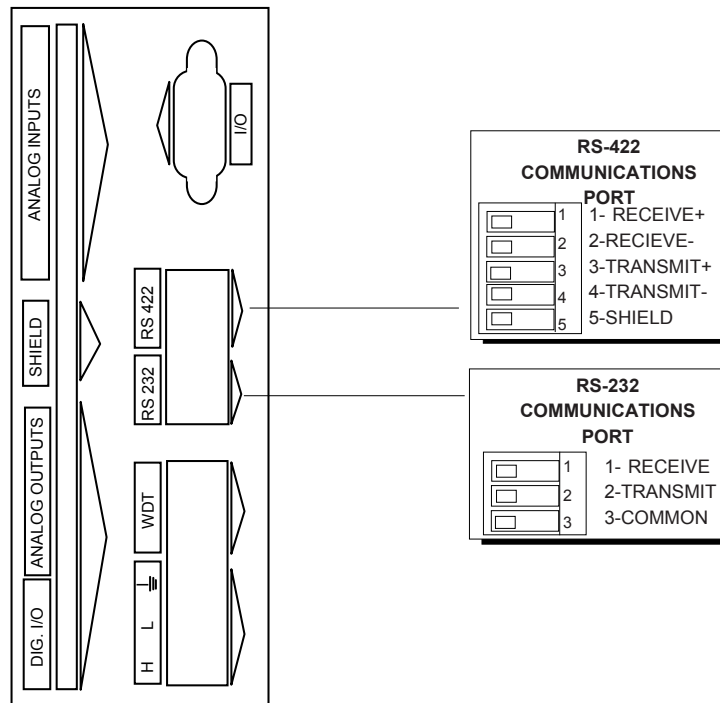 ANALOG INPUTS
SHIELD
ANALOG OUTPUTS
DIG. I/O
I/O
RS 422
RS 232
WDT
H L
RS-422
COMMUNICATIONS
PORT
1 1- RECEIVE+
2 2-RECIEVE-
3 3-TRANSMIT+
4 4-TRANSMIT-
5 5-SHIELD
RS-232
COMMUNICATIONS
PORT
1 1- RECEIVE
2 2-TRANSMIT
3 3-COMMON